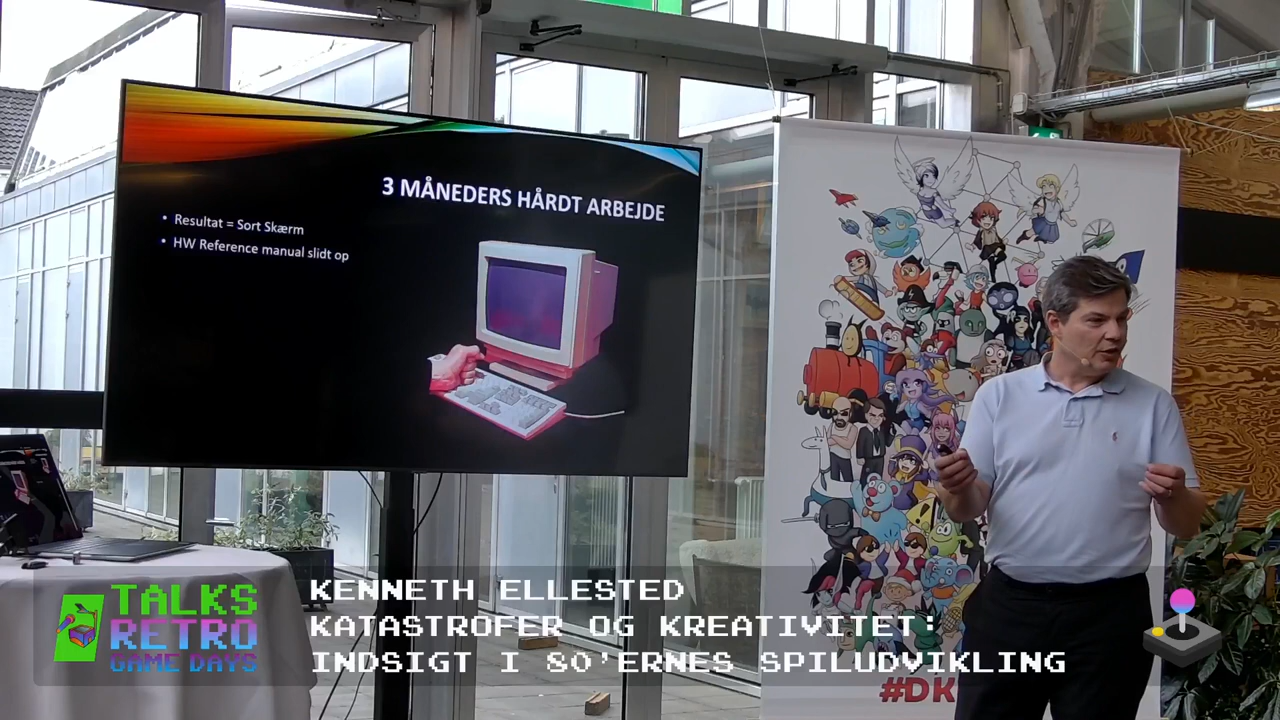 3 MÅNEDERS HÅRDT ARBEJDE
• Resultat = Sort Skærm
• HW Reference manual slidt op
#DK
TALKS
RETRO
GAME DAYS
KENNETH ELLESTED
KATASTROFER OG KREATIVITET:
INDSIGT I 80'ERNES SPILUDVIKLING